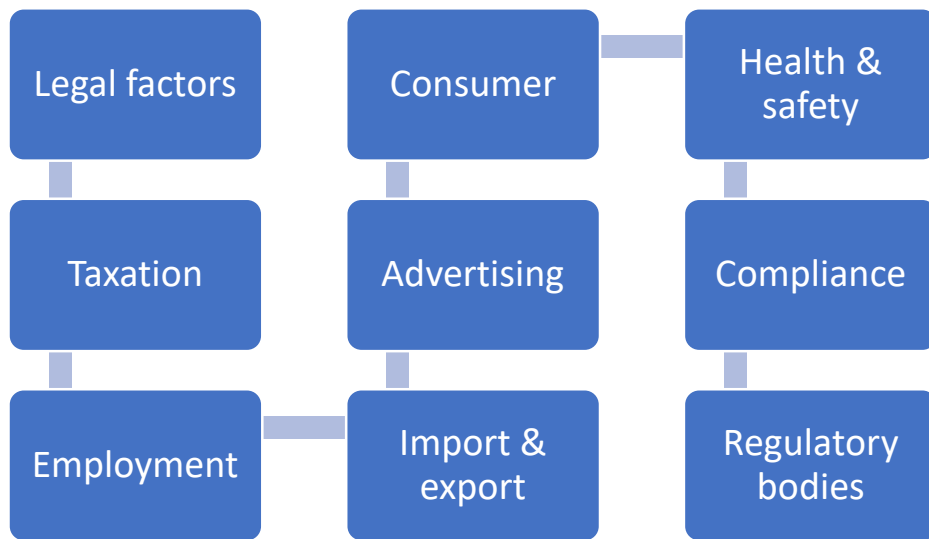 Legal factors
Taxation
Employment
Import &
export
Advertising
Consumer
Health &
safety
Compliance
Regulatory
bodies